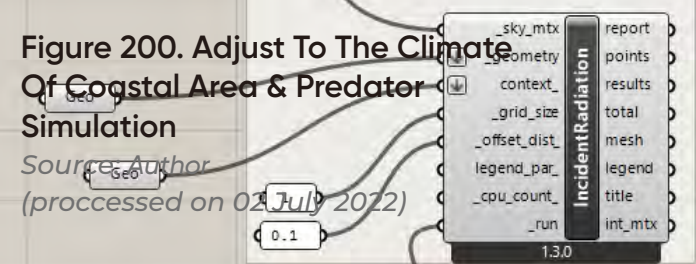 Figure 200. Adjust To The Climate
Of Coastal Area & Predator
Simulation
Source: Author
(proccessed on 02 July 2022)
Geo
Geo
0.1
_sky_mtx
_geometry
context_
_grid_size
_offset_dist_
legend_par_
_cpu_count_
_run
IncidentRadiation
report
points
results
total
mesh
legend
title
int_mtx
1.3.0